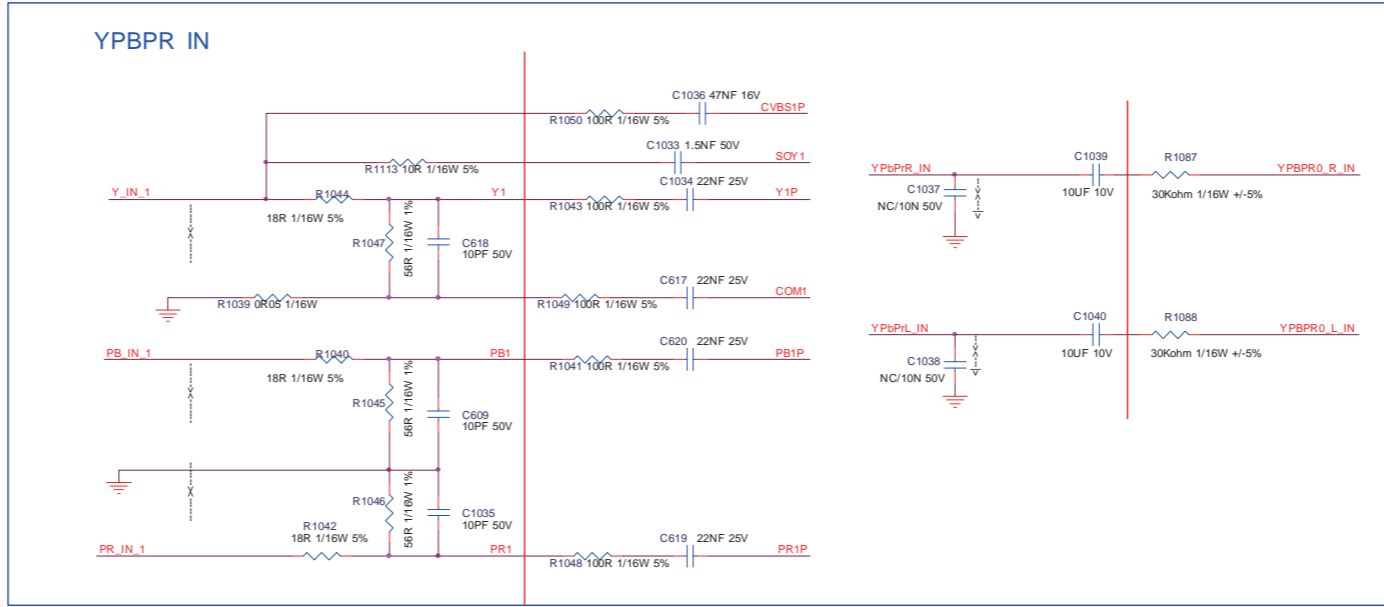 YPBPR IN
C1036 47NF 16V
CVBS1P
R1050 100R 1/16W 5%
C1033 1.5NF 50V
SOY1
R1113 10R 1/16W 5%
C1034 22NF 25V
Y_IN_1
R1044
Y1
Y1P
18R 1/16W 5%
R1043 100R 1/16W 5%
R1047
56R 1/16W 1%
C618
10PF 50V
C617 22NF 25V
COM1
R1039 0R05 1/16W
R1049 100R 1/16W 5%
C620 22NF 25V
PB_IN_1
R1040
PB1
PB1P
18R 1/16W 5%
R1041 100R 1/16W 5%
R1045
56R 1/16W 1%
C609
10PF 50V
R1046
56R 1/16W 1%
C1035
10PF 50V
R1042
18R 1/16W 5%
C619 22NF 25V
PR_IN_1
PR1
PR1P
R1048 100R 1/16W 5%
YPbPrR_IN
C1039
R1087
YPBPR0_R_IN
C1037
NC/10N 50V
10UF 10V
30Kohm 1/16W +/-5%
YPbPrL_IN
C1040
R1088
YPBPR0_L_IN
C1038
NC/10N 50V
10UF 10V
30Kohm 1/16W +/-5%